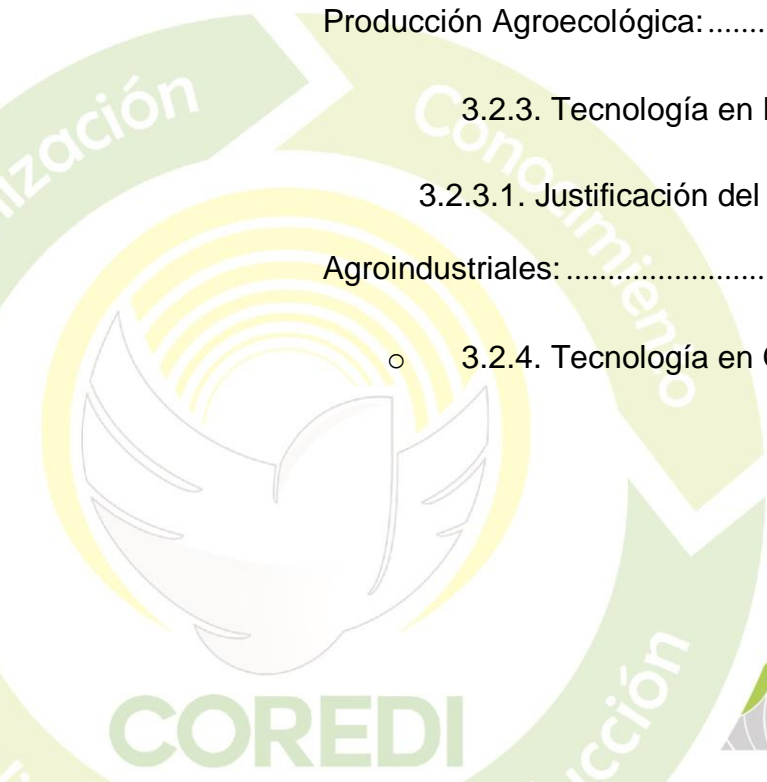 Producción Agroecológica:........
3.2.3. Tecnología en
3.2.3.1. Justificación del
Agroindustriales:.......................
o 3.2.4. Tecnología en
Conocimiento
COREDI